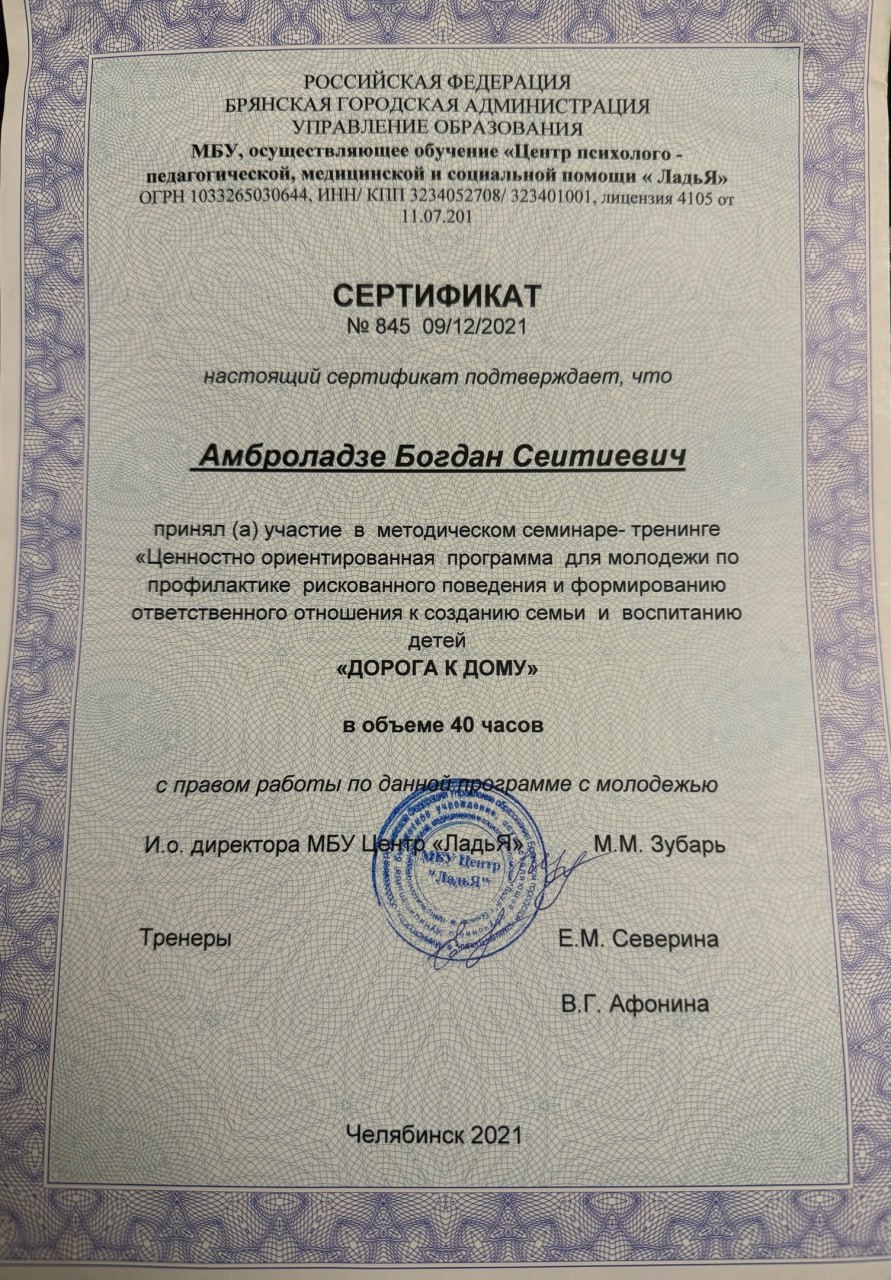 РОССИЙСКАЯ ФЕДЕРАЦИЯ
БРЯНСКАЯ ГОРОДСКАЯ АДМИНИСТРАЦИЯ
УПРАВЛЕНИЕ ОБРАЗОВАНИЯ
МБУ, осуществляющее обучение «Центр психолого -
педагогической, медицинской и социальной помощи « ЛадьЯ»
ОГРН 1033265030644, ИНН/ КПП 3234052708/ 323401001, лицензия 4105 от
11.07.201
СЕРТИФИКАТ
№ 845 09/12/2021
настоящий сертификат подтверждает, что
Амброладзе Богдан Сеитиевич
принял (а) участие в методическом семинаре- тренинге
«Ценностно ориентированная программа для молодежи по
профилактике рискованного поведения и формированию
ответственного отношения к созданию семьи и воспитанию
детей
«ДОРОГА К ДОМУ»
в объеме 40 часов
с правом работы по данной программе с молодежью
И.о. директора МБУ Центр «ЛадьЯ» М.М. Зубарь
МБУ Центр
"ЛадьЯ"
Тренеры Е.М. Северина
В.Г. Афонина
Челябинск 2021